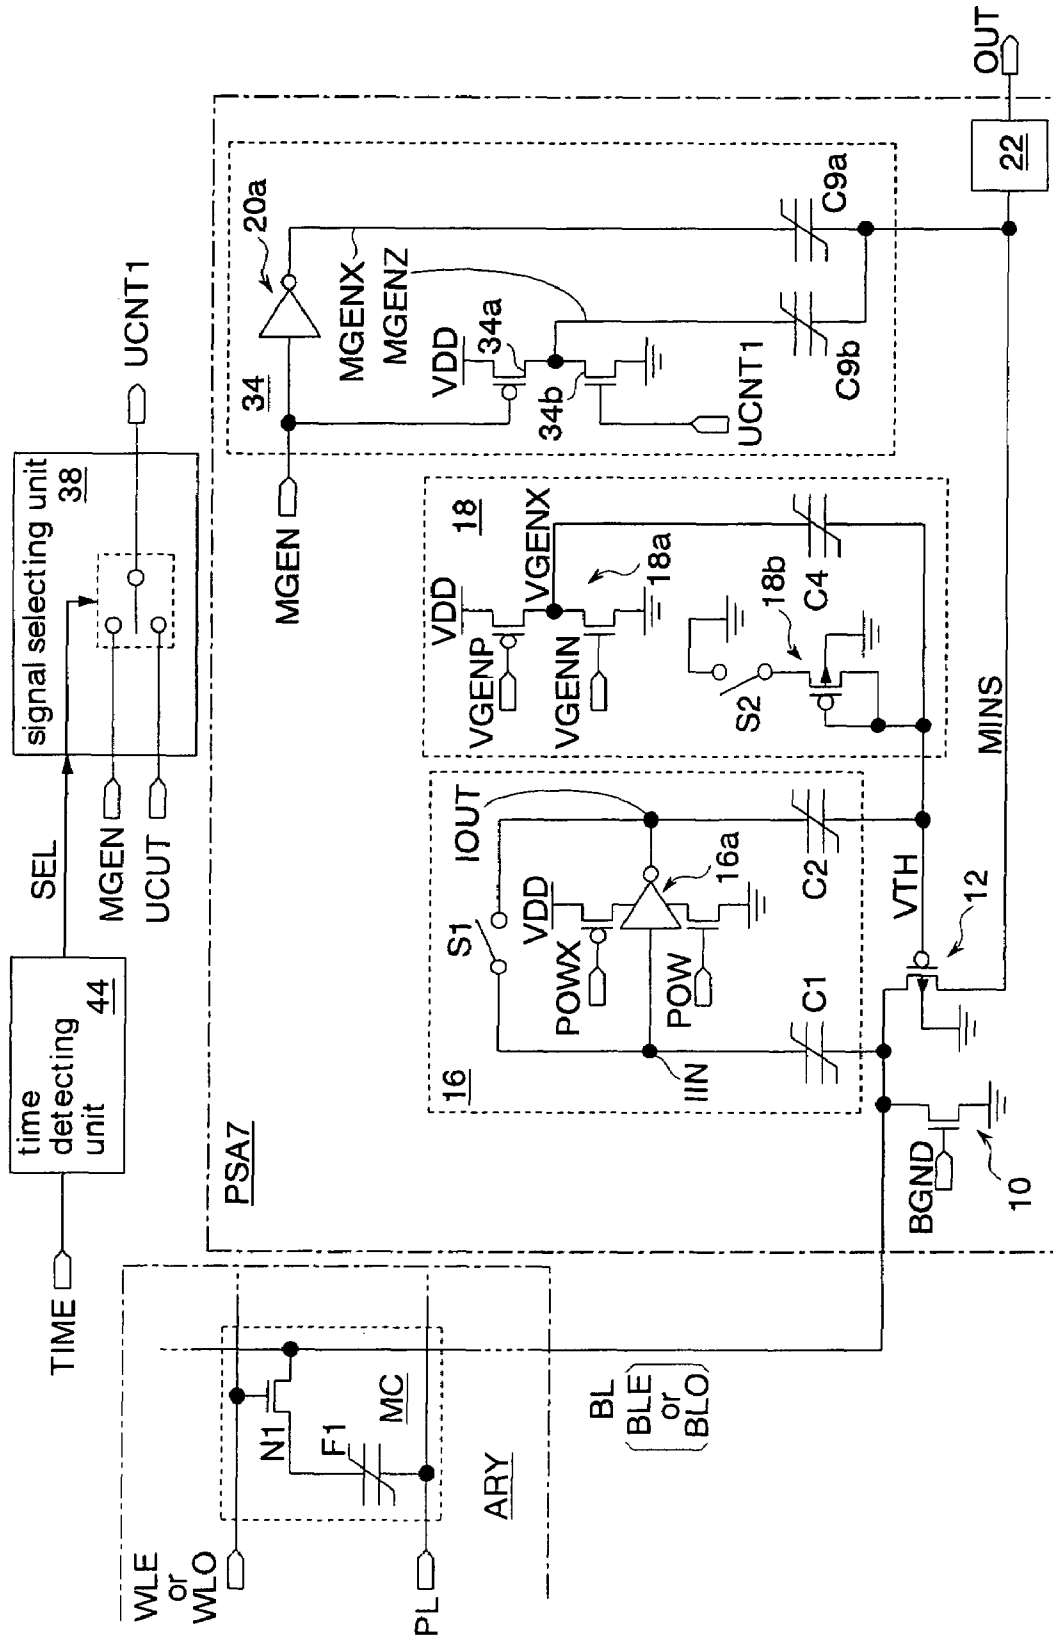 TIME
time
detecting
unit
44
SEL
signal selecting unit
38
MGEN
UCUT
UCNT1
WLE
or
WLO
PL
N1
F1
MC
ARY
BL
BLE
or
BLO
PSA7
16
S1
IOUT
VDD
POWX
POW
16a
IIN
C1
C2
BGND
10
VTH
12
18
VDD
VGENP
VGENN
VGENX
18a
S2
18b
C4
MINS
MGEN
34
20a
VDD
34a
34b
MGENX
MGENZ
UCNT1
C9b
C9a
22
OUT